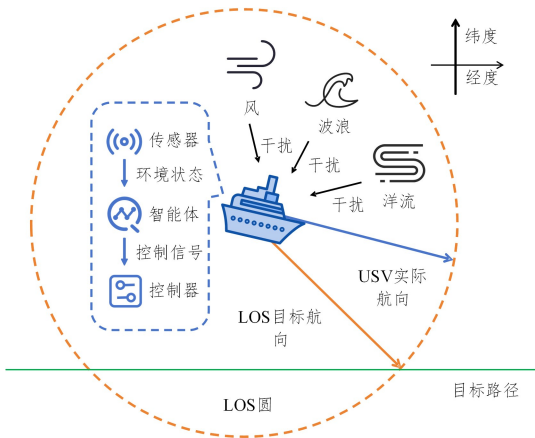 纬度
经度
风
波浪
洋流
干扰
干扰
干扰
传感器
环境状态
智能体
控制信号
控制器
USV实际
航向
LOS目标航
向
目标路径
LOS圆